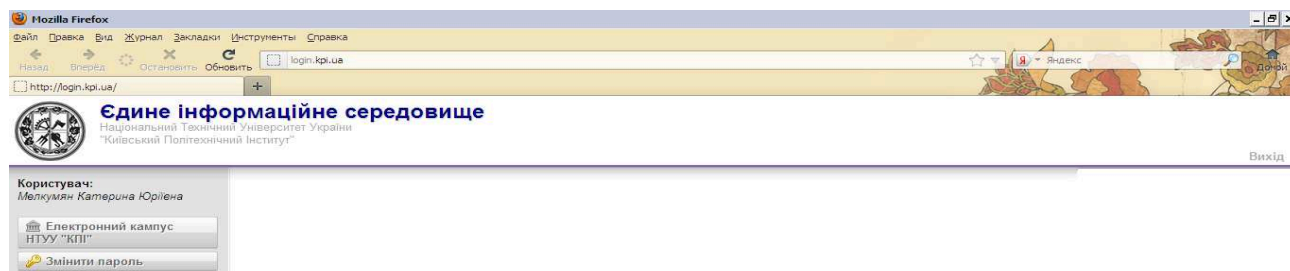 Mozilla Firefox
Файл Правка Вид Журнал Закладки Инструменты Справка
Назад Вперёд Остановить Обновить login.kpi.ua Яндекс Домой
http://login.kpi.ua/ +
Єдине інформаційне середовище
Національний Технічний Університет України
"Київський Політехнічний Інститут"
Вихід
Користувач:
Мелкумян Катерина Юріївна
Електронний кампус
НТУУ "КПІ"
Змінити пароль